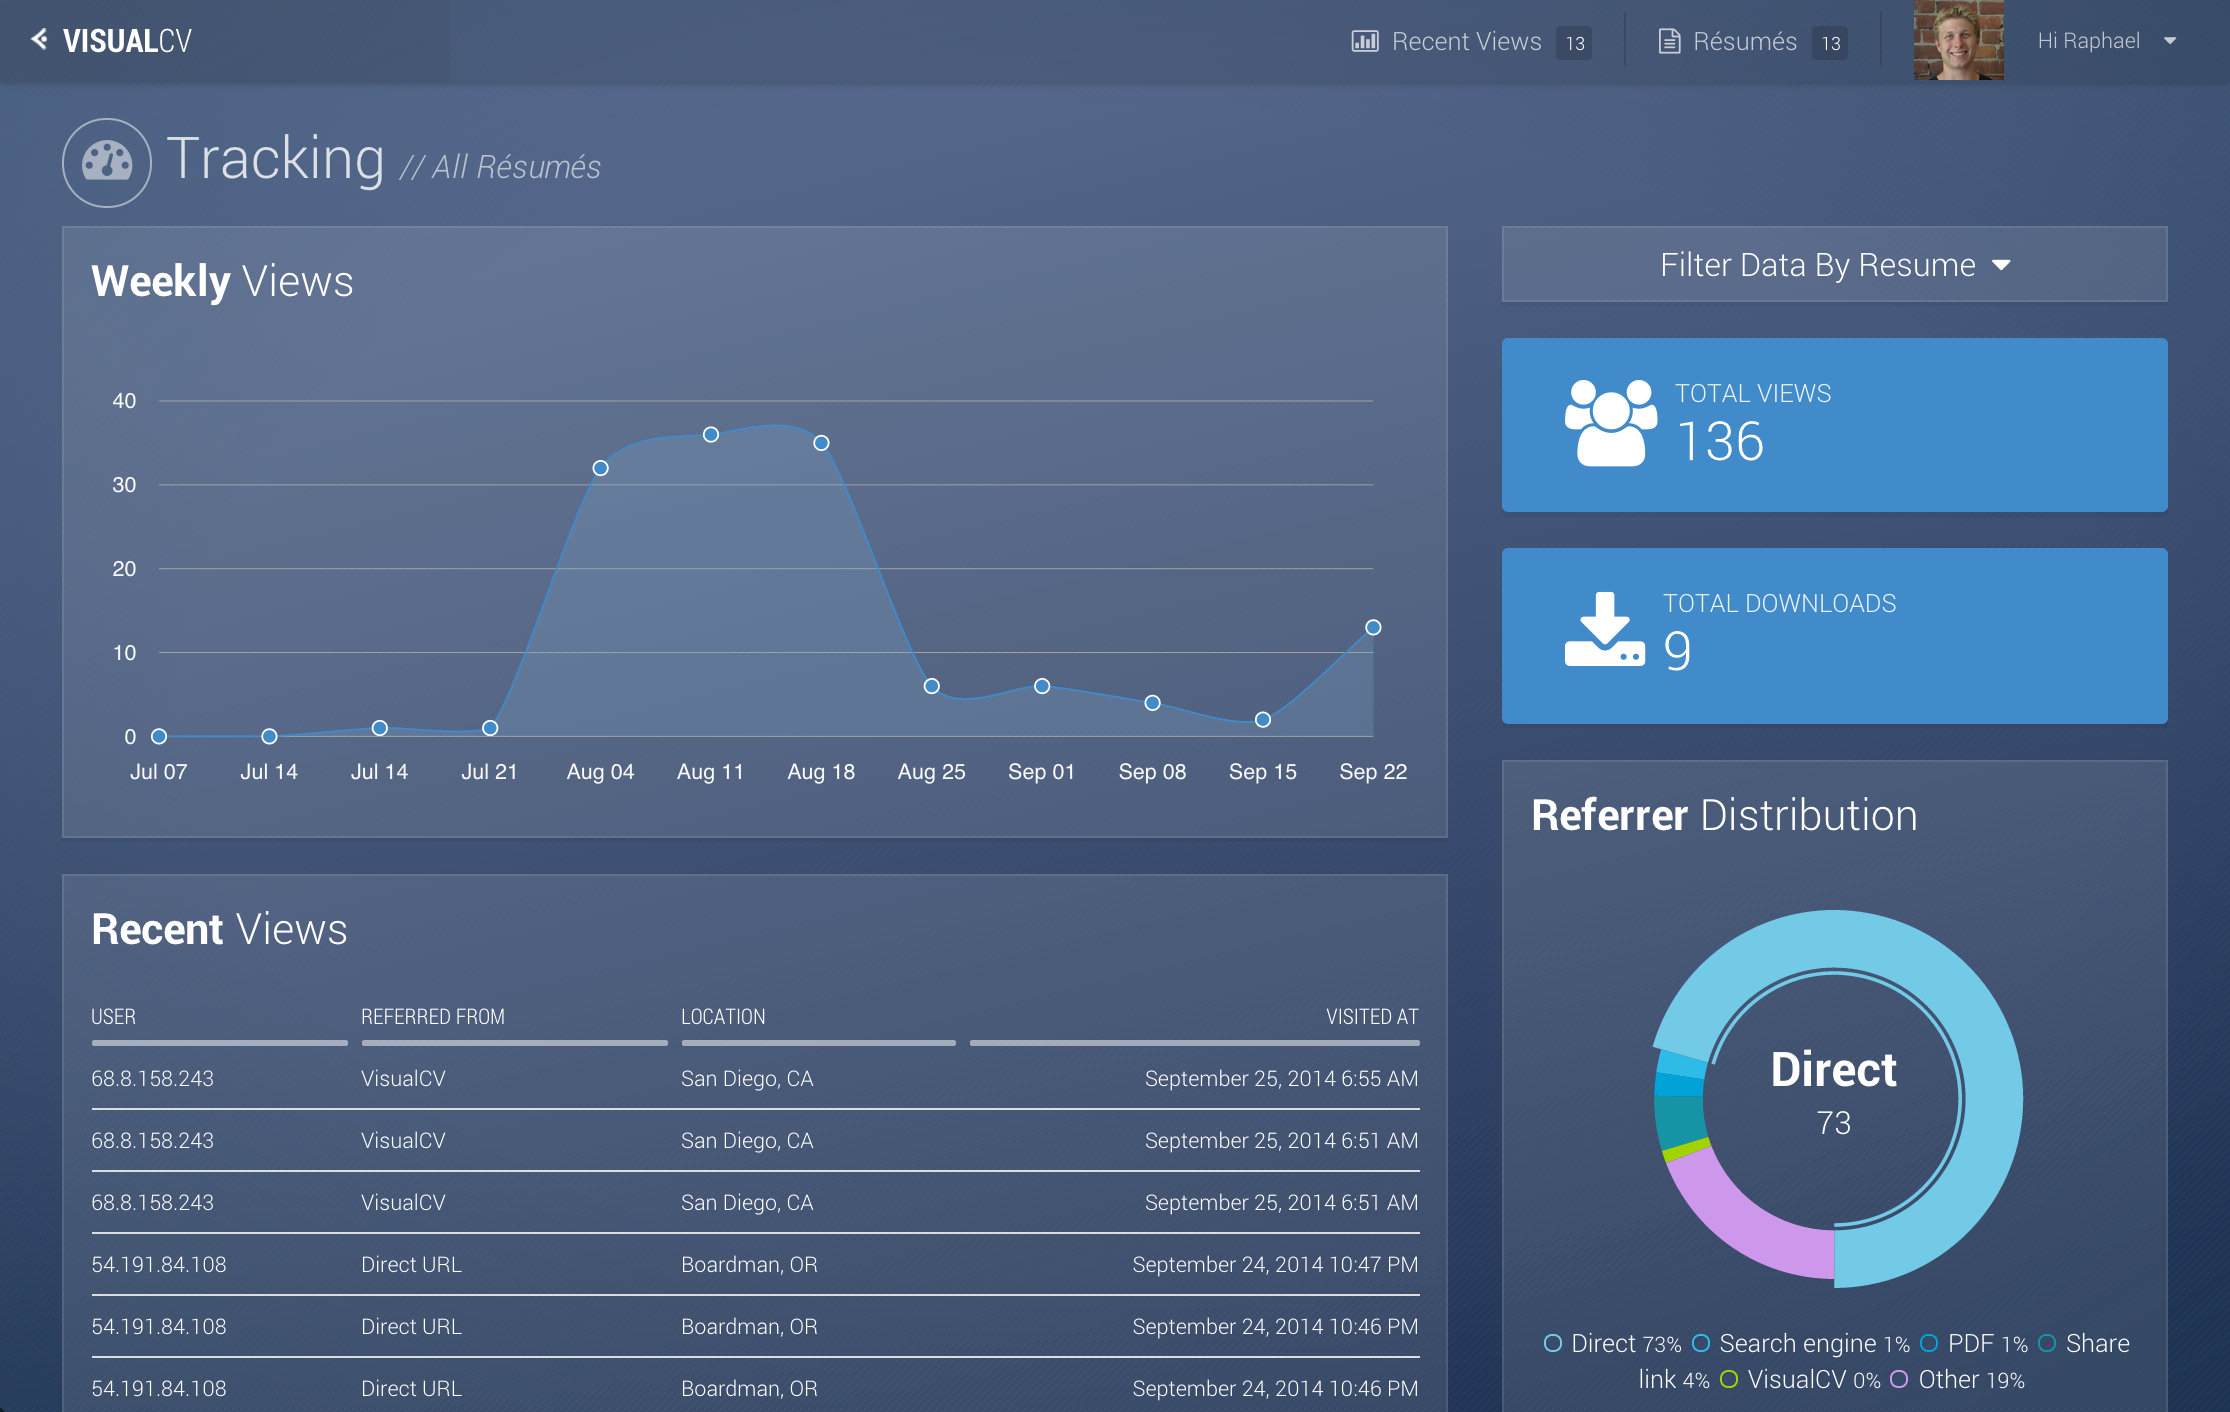 VISUALCV
Recent Views 13
Résumés 13
Hi Raphael
Tracking // All Résumés
Weekly Views
40
30
20
10
0
Jul 07 Jul 14 Jul 14 Jul 21 Aug 04 Aug 11 Aug 18 Aug 25 Sep 01 Sep 08 Sep 15 Sep 22
Filter Data By Resume
TOTAL VIEWS
136
TOTAL DOWNLOADS
9
Referrer Distribution
Direct
73
Direct 73% Search engine 1% PDF 1% Share
link 4% VisualCV 0% Other 19%
Recent Views
USER REFERRED FROM LOCATION VISITED AT
68.8.158.243 VisualCV San Diego, CA September 25, 2014 6:55 AM
68.8.158.243 VisualCV San Diego, CA September 25, 2014 6:51 AM
68.8.158.243 VisualCV San Diego, CA September 25, 2014 6:51 AM
54.191.84.108 Direct URL Boardman, OR September 24, 2014 10:47 PM
54.191.84.108 Direct URL Boardman, OR September 24, 2014 10:46 PM
54.191.84.108 Direct URL Boardman, OR September 24, 2014 10:46 PM